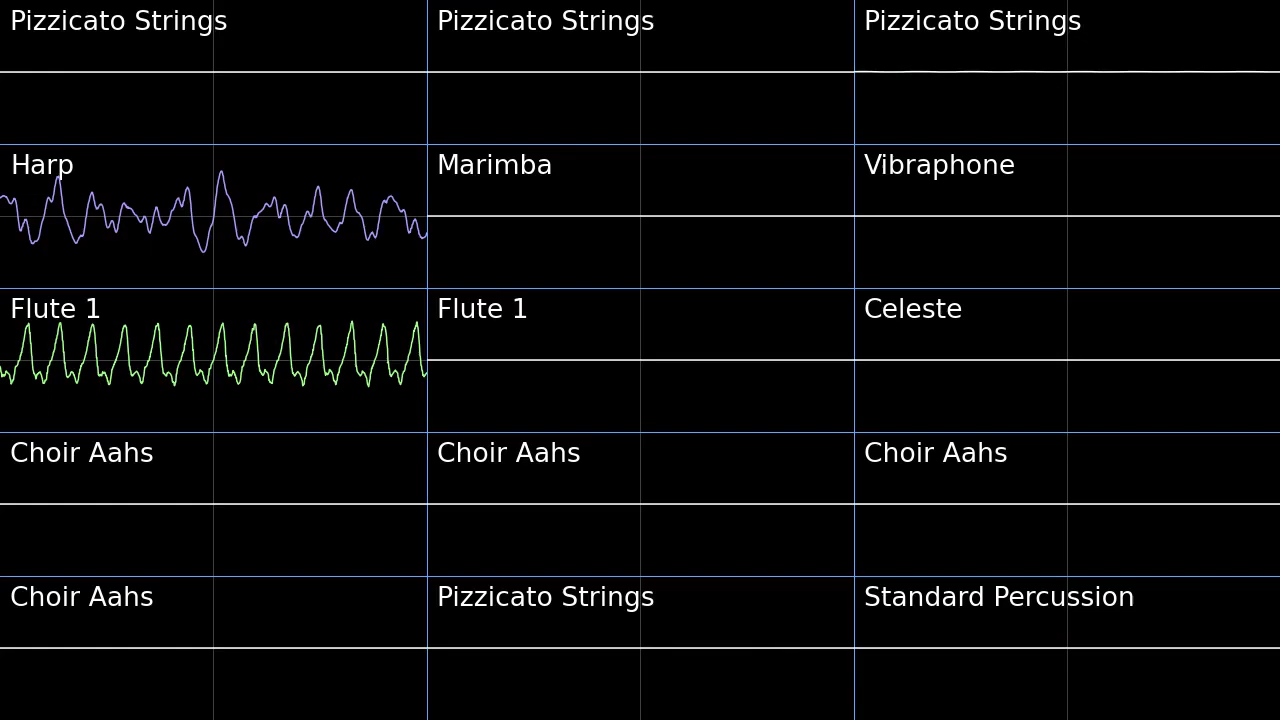 Pizzicato Strings
Pizzicato Strings
Pizzicato Strings
Harp
Marimba
Vibraphone
Flute 1
Flute 1
Celeste
Choir Aahs
Choir Aahs
Choir Aahs
Choir Aahs
Pizzicato Strings
Standard Percussion